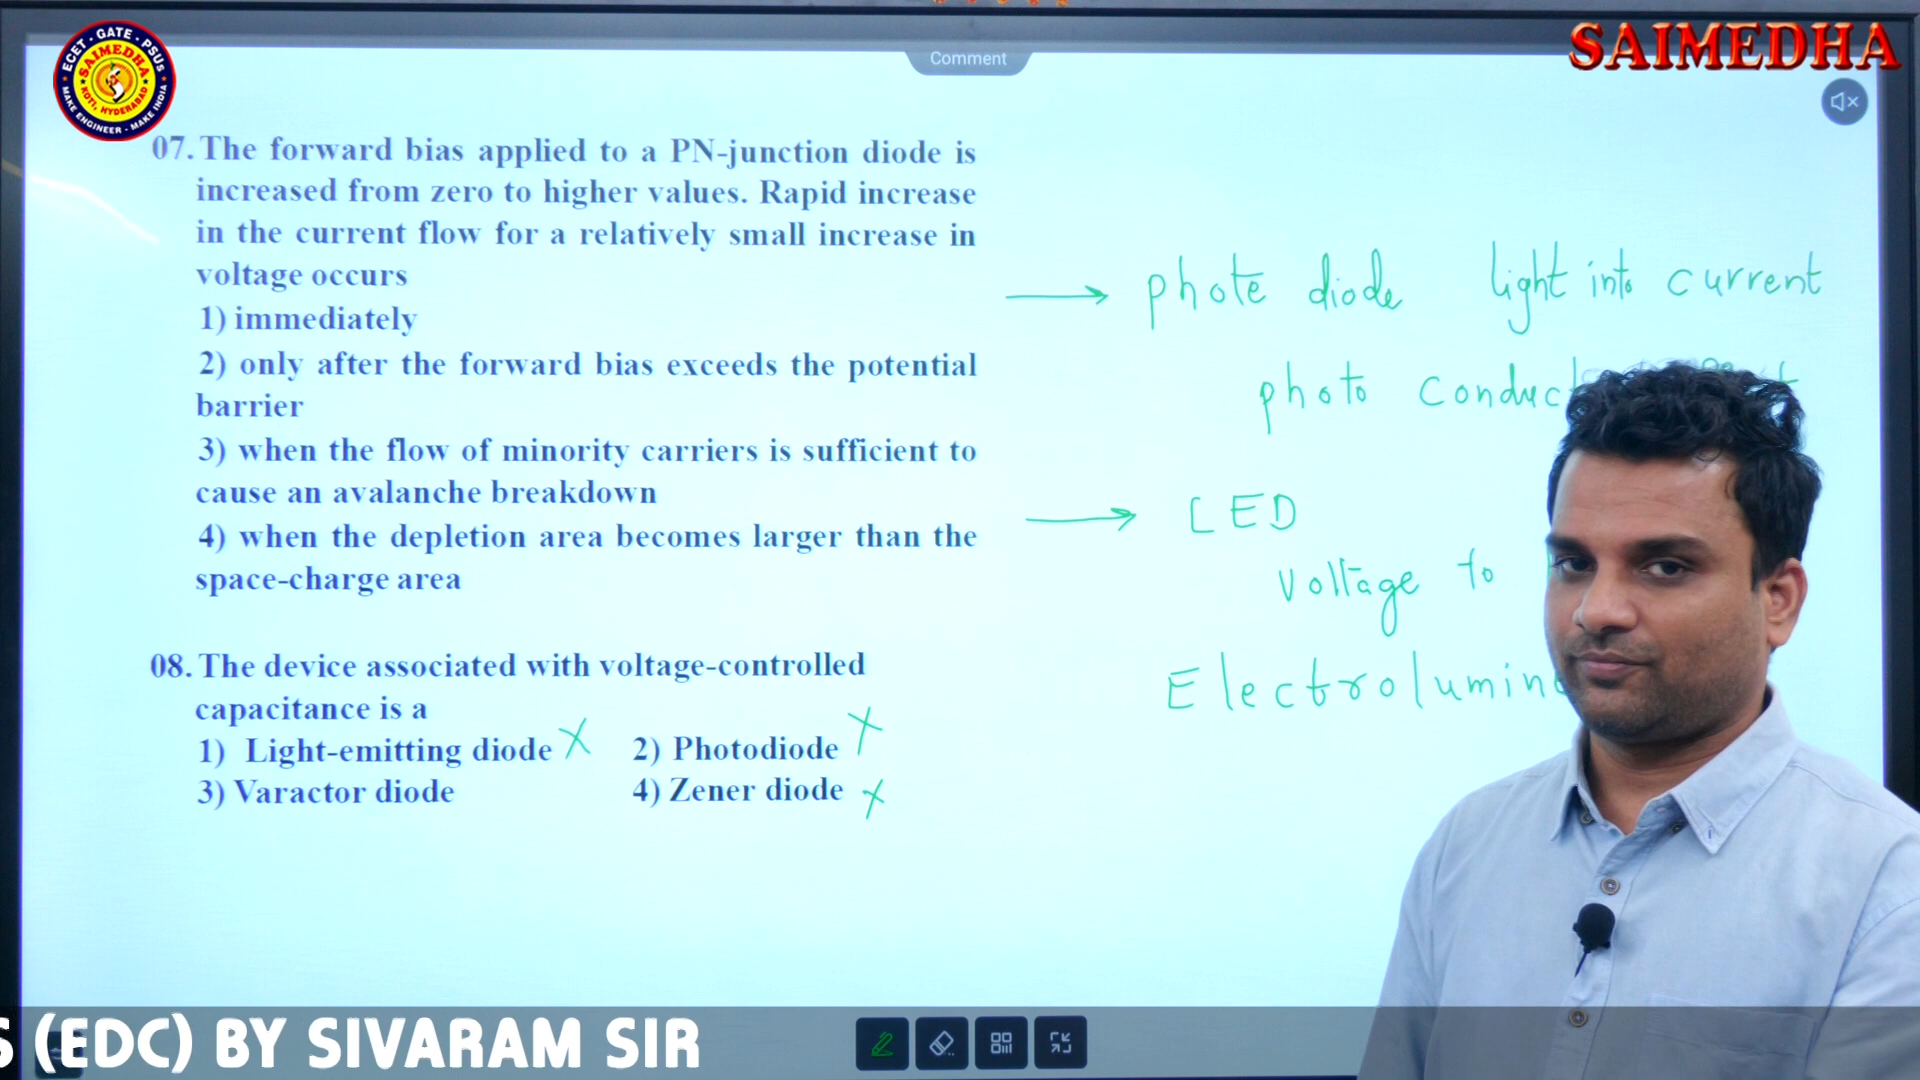 ECET - GATE - PSUs
SAIMEDHA
KOTI, HYDERABAD
MAKE ENGINEER - MAKE INDIA
Comment
SAIMEDHA
07. The forward bias applied to a PN-junction diode is
increased from zero to higher values. Rapid increase
in the current flow for a relatively small increase in
voltage occurs
1) immediately
2) only after the forward bias exceeds the potential
barrier
3) when the flow of minority carriers is sufficient to
cause an avalanche breakdown
4) when the depletion area becomes larger than the
space-charge area
08. The device associated with voltage-controlled
capacitance is a
1) Light-emitting diode X 2) Photodiode X
3) Varactor diode 4) Zener diode X
→ phote diode light into current
photo conduct
→ LED
Voltage to
Electrolumine
S (EDC) BY SIVARAM SIR